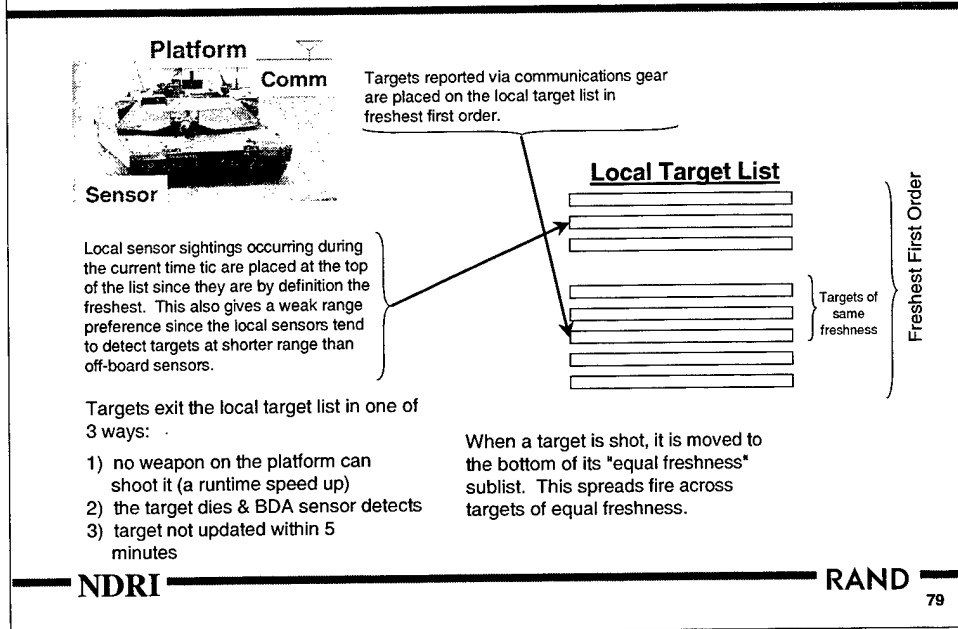 Platform
Comm
Sensor
Targets reported via communications gear
are placed on the local target list in
freshest first order.
Local Target List
Freshest First Order
Local sensor sightings occurring during
the current time tic are placed at the top
of the list since they are by definition the
freshest. This also gives a weak range
preference since the local sensors tend
to detect targets at shorter range than
off-board sensors.
Targets of
same
freshness
Targets exit the local target list in one of
3 ways:
1) no weapon on the platform can
shoot it (a runtime speed up)
2) the target dies & BDA sensor detects
3) target not updated within 5
minutes
When a target is shot, it is moved to
the bottom of its "equal freshness"
sublist. This spreads fire across
targets of equal freshness.
NDRI
RAND
79